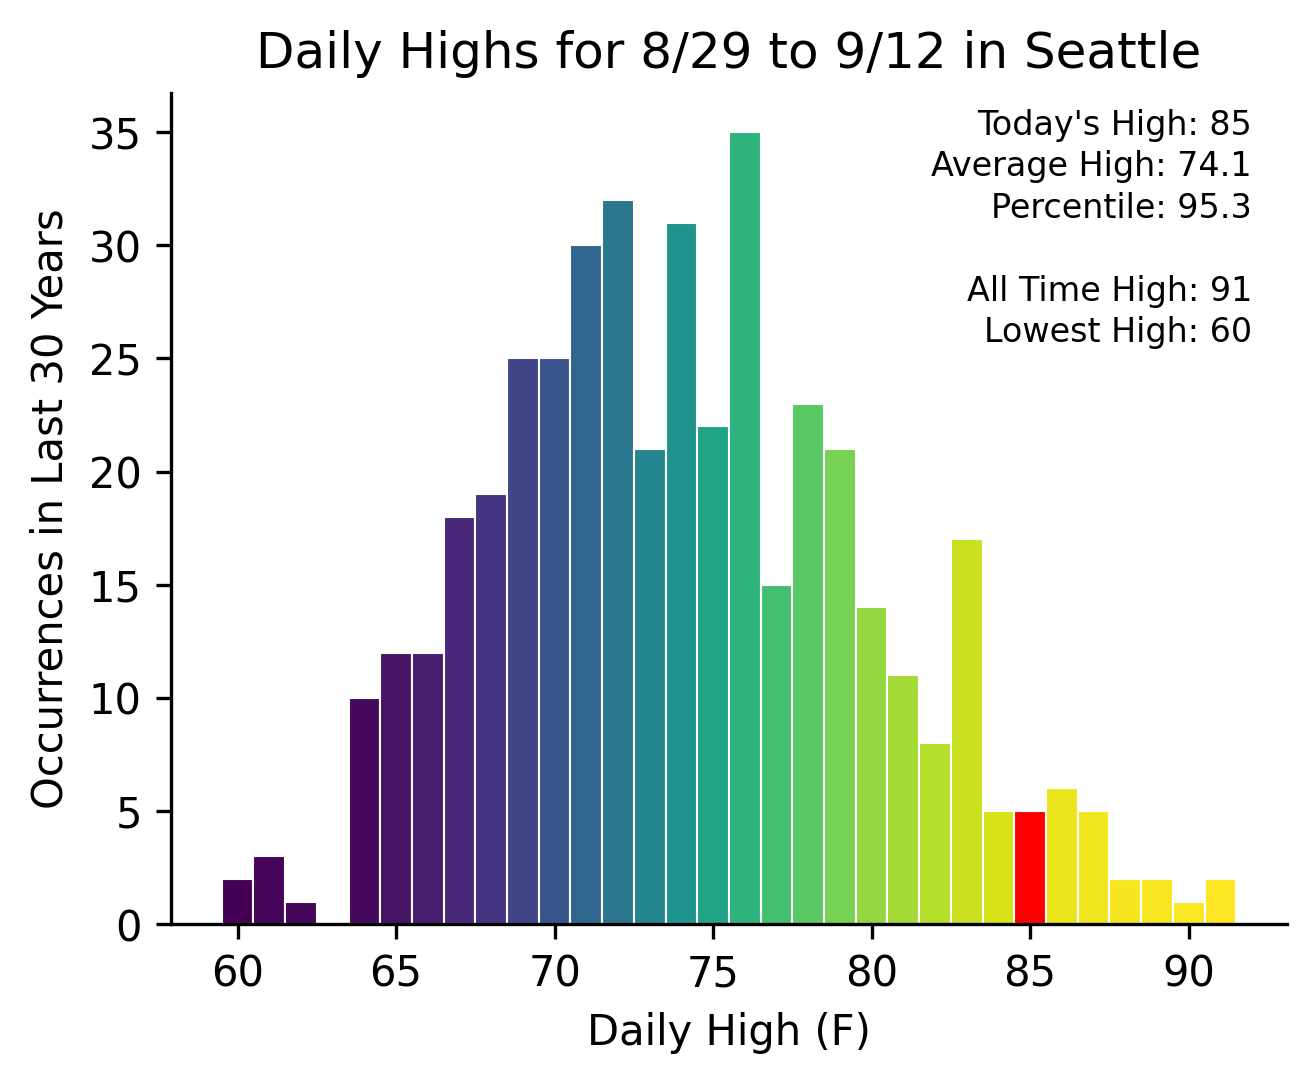 Daily Highs for 8/29 to 9/12 in Seattle
Today's High: 85
Average High: 74.1
Percentile: 95.3
All Time High: 91
Lowest High: 60
Occurrences in Last 30 Years
35
30
25
20
15
10
5
0
60 65 70 75 80 85 90
Daily High (F)